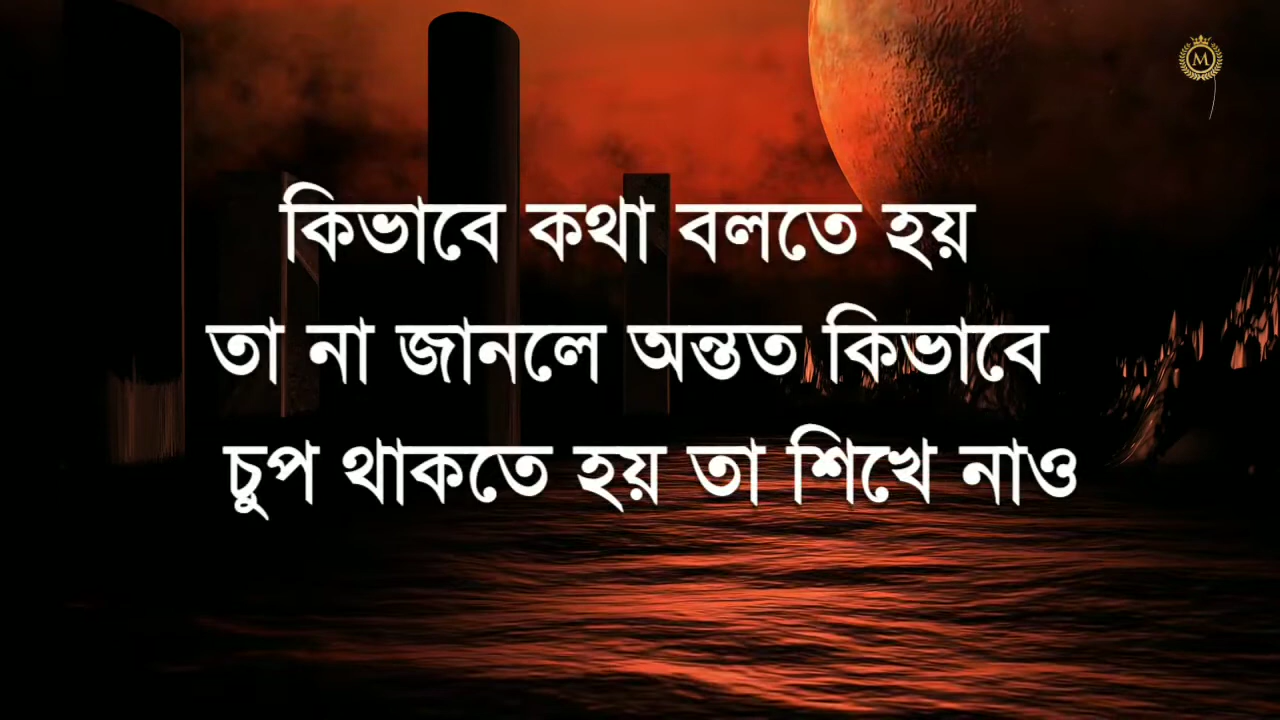 কিভাবে কথা বলতে হয়
তা না জানলে অন্তত কিভাবে
চুপ থাকতে হয় তা শিখে নাও
M